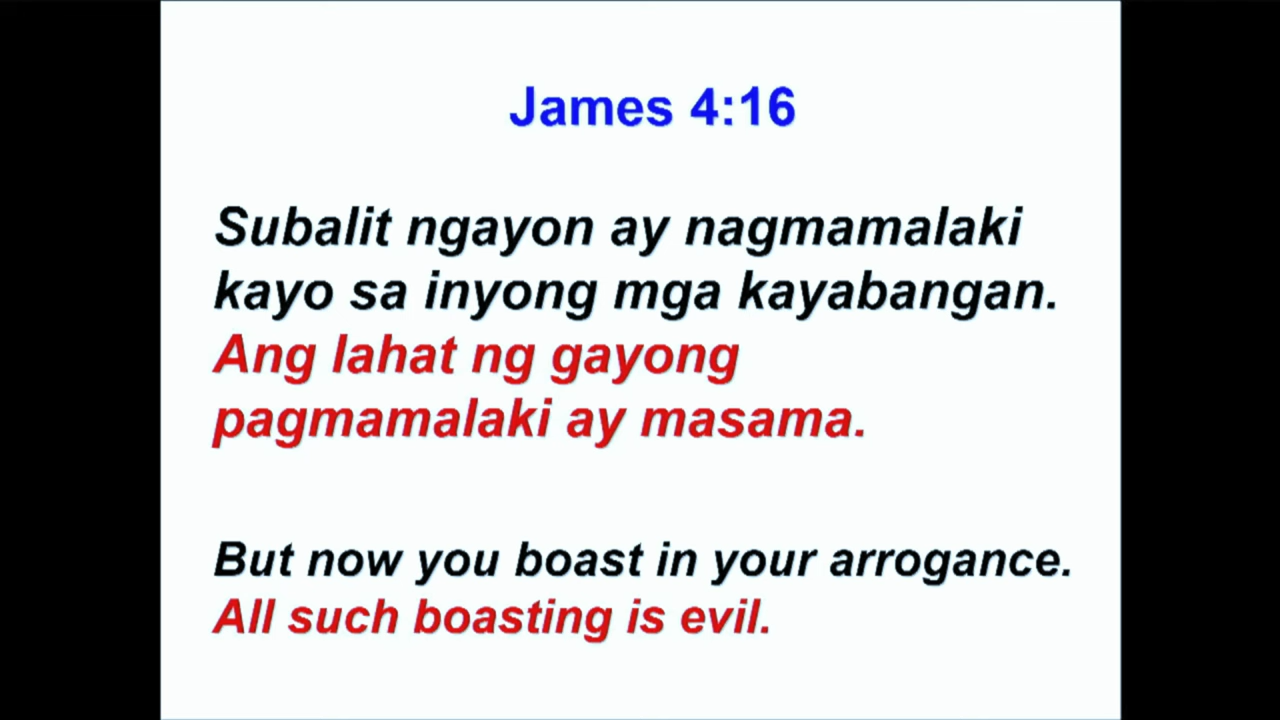 James 4:16
Subalit ngayon ay nagmamalaki
kayo sa inyong mga kayabangan.
Ang lahat ng gayong
pagmamalaki ay masama.
But now you boast in your arrogance.
All such boasting is evil.